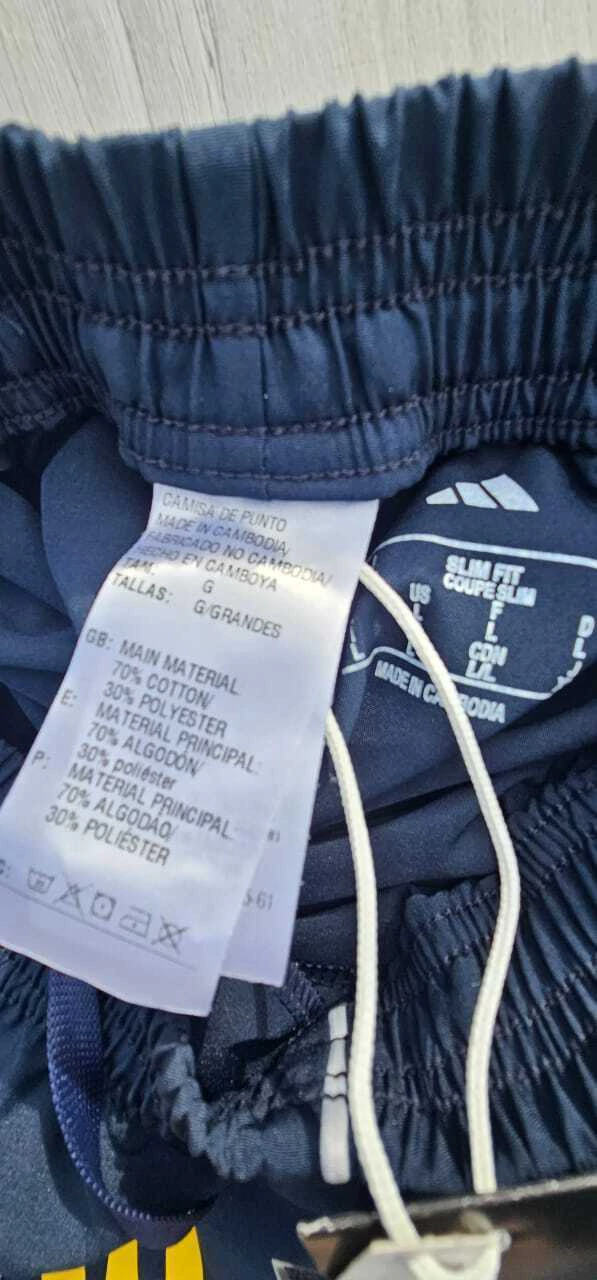 CAMISA DE PUNTO
MADE IN CAMBODIA/
FABRICADO NO CAMBODIA/
HECHO EN CAMBOYA
TAM: G
TALLAS: G/GRANDES
GB: MAIN MATERIAL
70% COTTON/
30% POLYESTER
E: MATERIAL PRINCIPAL:
70% ALGODÓN/
30% poliéster
P: MATERIAL PRINCIPAL:
70% ALGODÃO/
30% POLIÉSTER
5-61
SLIM FIT
COUPE SLIM
US F D
L L L
CDN
L/L
MADE IN CAMBODIA